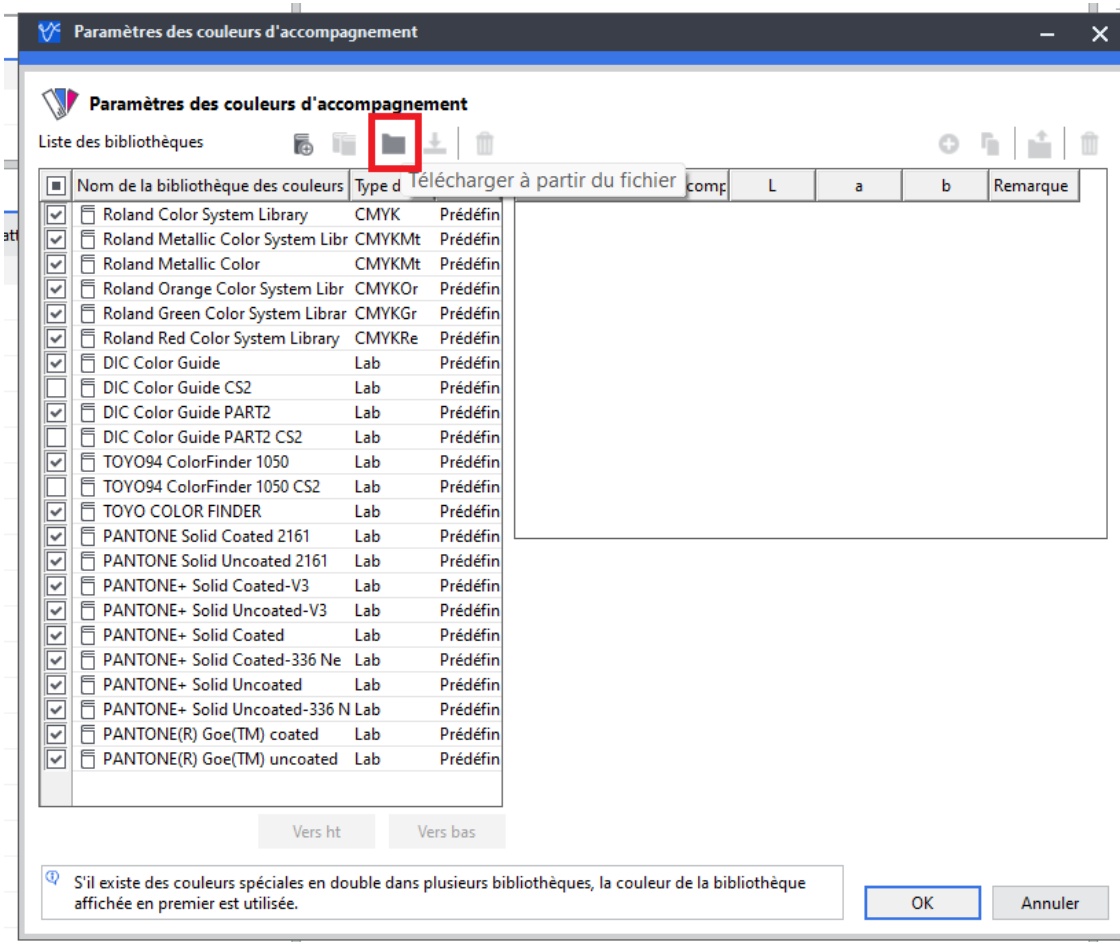 Paramètres des couleurs d'accompagnement
Paramètres des couleurs d'accompagnement
Liste des bibliothèques
Télécharger à partir du fichier
Nom de la bibliothèque des couleurs Type d comp L a b Remarque
Roland Color System Library CMYK Prédéfin
Roland Metallic Color System Libr CMYKMt Prédéfin
Roland Metallic Color CMYKMt Prédéfin
Roland Orange Color System Libr CMYKOr Prédéfin
Roland Green Color System Librar CMYKGr Prédéfin
Roland Red Color System Library CMYKRe Prédéfin
DIC Color Guide Lab Prédéfin
DIC Color Guide CS2 Lab Prédéfin
DIC Color Guide PART2 Lab Prédéfin
DIC Color Guide PART2 CS2 Lab Prédéfin
TOYO94 ColorFinder 1050 Lab Prédéfin
TOYO94 ColorFinder 1050 CS2 Lab Prédéfin
TOYO COLOR FINDER Lab Prédéfin
PANTONE Solid Coated 2161 Lab Prédéfin
PANTONE Solid Uncoated 2161 Lab Prédéfin
PANTONE+ Solid Coated-V3 Lab Prédéfin
PANTONE+ Solid Uncoated-V3 Lab Prédéfin
PANTONE+ Solid Coated Lab Prédéfin
PANTONE+ Solid Coated-336 Ne Lab Prédéfin
PANTONE+ Solid Uncoated Lab Prédéfin
PANTONE+ Solid Uncoated-336 N Lab Prédéfin
PANTONE(R) Goe(TM) coated Lab Prédéfin
PANTONE(R) Goe(TM) uncoated Lab Prédéfin
Vers ht Vers bas
S'il existe des couleurs spéciales en double dans plusieurs bibliothèques, la couleur de la bibliothèque
affichée en premier est utilisée.
OK Annuler